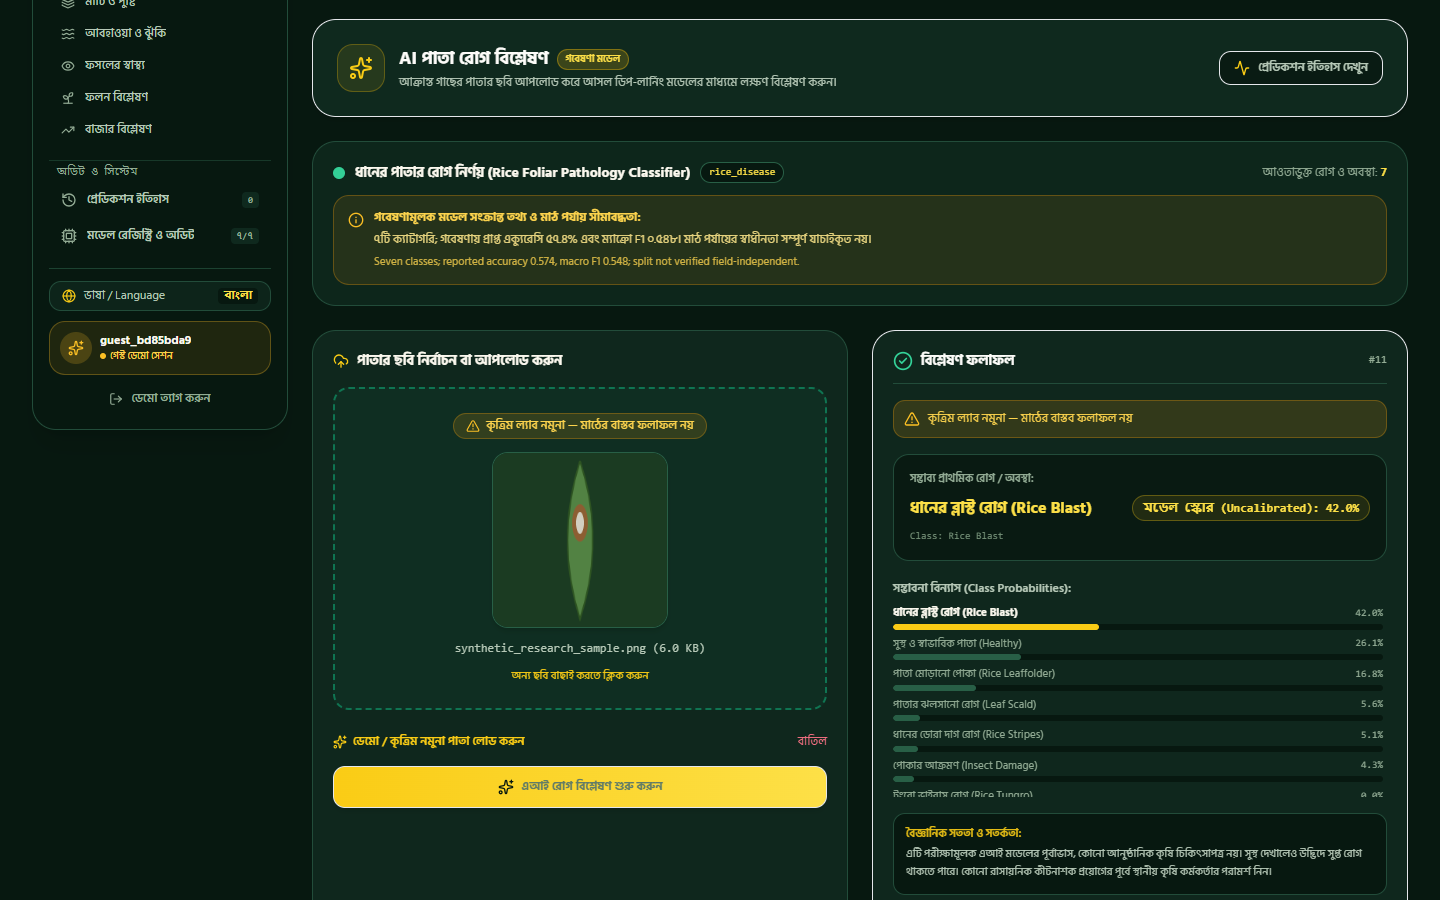 মাটি ও পুষ্টি
আবহাওয়া ও ঝুঁকি
ফসলের স্বাস্থ্য
ফলন বিশ্লেষণ
বাজার বিশ্লেষণ
অডিট ও সিস্টেম
প্রেডিকশন ইতিহাস ০
মডেল রেজিস্ট্রি ও অডিট ৭/৭
ভাষা / Language বাংলা
guest_bd85bda9
গেস্ট ডেমো সেশন
ডেমো ত্যাগ করুন
AI পাতা রোগ বিশ্লেষণ গবেষণা মডেল
আক্রান্ত গাছের পাতার ছবি আপলোড করে আসল ডিপ-লার্নিং মডেলের মাধ্যমে লক্ষণ বিশ্লেষণ করুন।
প্রেডিকশন ইতিহাস দেখুন
ধানের পাতার রোগ নির্ণয় (Rice Foliar Pathology Classifier) rice_disease
আওতাভুক্ত রোগ ও অবস্থা: 7
গবেষণামূলক মডেল সংক্রান্ত তথ্য ও মাঠ পর্যায় সীমাবদ্ধতা:
৭টি ক্যাটাগরি; গবেষণায় প্রাপ্ত এক্যুরেসি ৫৭.৪% এবং ম্যাক্রো F1 ০.৫৪৮। মাঠ পর্যায়ের স্বাধীনতা সম্পূর্ণ যাচাইকৃত নয়।
Seven classes; reported accuracy 0.574, macro F1 0.548; split not verified field-independent.
পাতার ছবি নির্বাচন বা আপলোড করুন
কৃত্রিম ল্যাব নমুনা — মাঠের বাস্তব ফলাফল নয়
synthetic_research_sample.png (6.0 KB)
অন্য ছবি বাছাই করতে ক্লিক করুন
ডেমো / কৃত্রিম নমুনা পাতা লোড করুন
বাতিল
এআই রোগ বিশ্লেষণ শুরু করুন
বিশ্লেষণ ফলাফল #11
কৃত্রিম ল্যাব নমুনা — মাঠের বাস্তব ফলাফল নয়
সম্ভাব্য প্রাথমিক রোগ / অবস্থা:
ধানের ব্লাস্ট রোগ (Rice Blast) মডেল স্কোর (Uncalibrated): 42.0%
Class: Rice Blast
সম্ভাবনা বিন্যাস (Class Probabilities):
ধানের ব্লাস্ট রোগ (Rice Blast) 42.0%
সুস্থ ও স্বাভাবিক পাতা (Healthy) 26.1%
পাতা মোড়ানো পোকা (Rice Leaffolder) 16.8%
পাতার ঝলসানো রোগ (Leaf Scald) 5.6%
ধানের ডোরা দাগ রোগ (Rice Stripes) 5.1%
পোকার আক্রমণ (Insect Damage) 4.3%
টুংরো ভাইরাস রোগ (Rice Tungro) 0.0%
বৈজ্ঞানিক সততা ও সতর্কতা:
এটি পরীক্ষামূলক এআই মডেলের পূর্বাভাস, কোনো আনুষ্ঠানিক কৃষি চিকিৎসাপত্র নয়। সুস্থ দেখালেও উদ্ভিদে সুপ্ত রোগ
থাকতে পারে। কোনো রাসায়নিক কীটনাশক প্রয়োগের পূর্বে স্থানীয় কৃষি কর্মকর্তার পরামর্শ নিন।